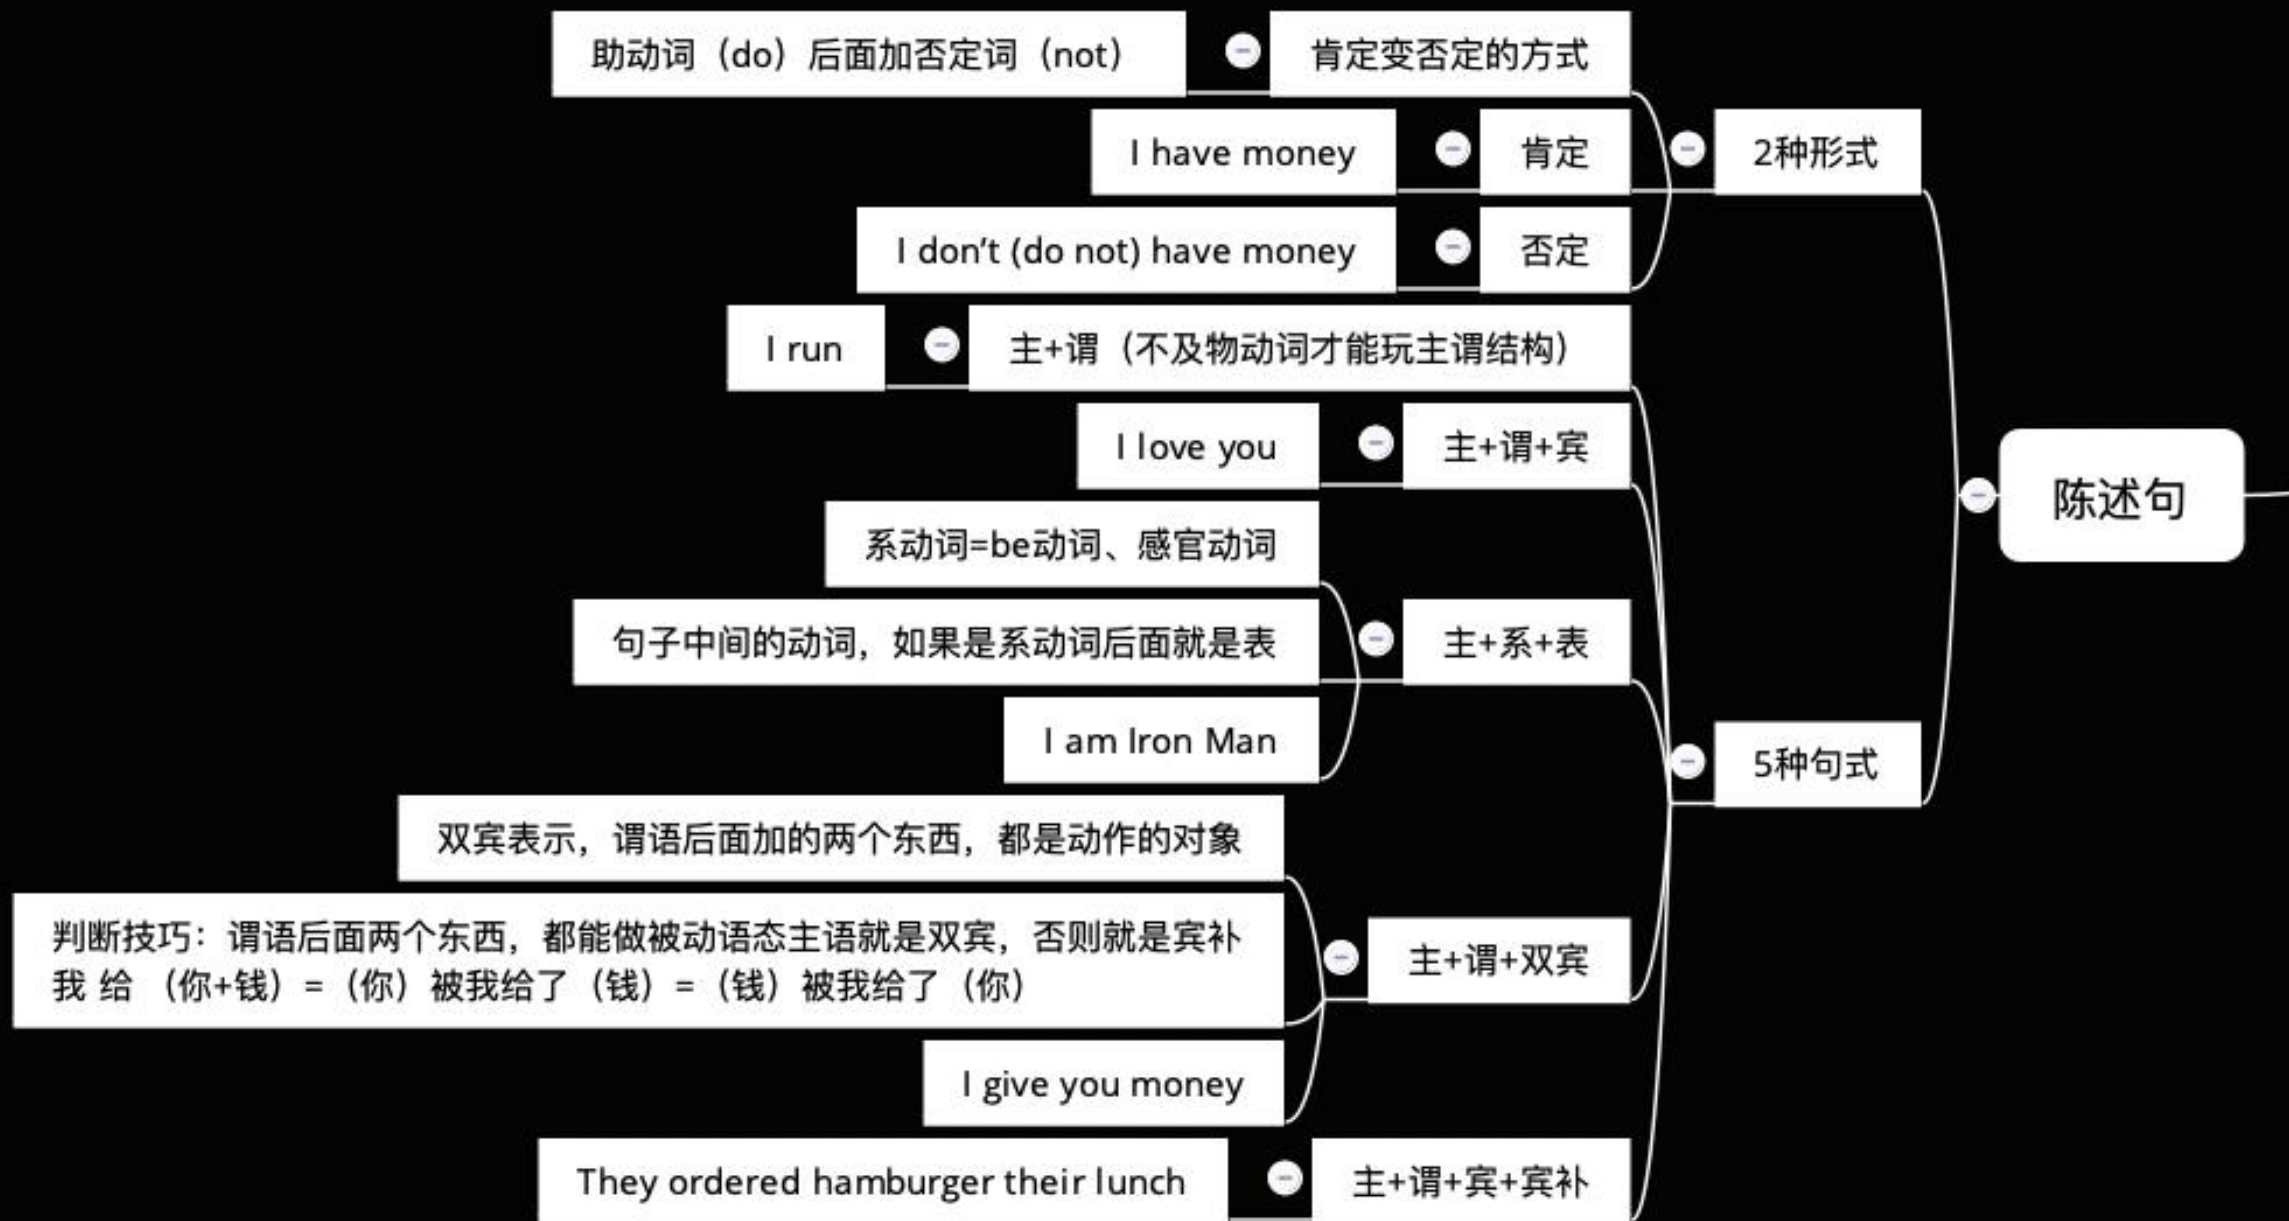 助动词（do）后面加否定词（not）
肯定变否定的方式
I have money
肯定
2种形式
I don’t (do not) have money
否定
I run
主+谓（不及物动词才能玩主谓结构）
I love you
主+谓+宾
陈述句
系动词=be动词、感官动词
句子中间的动词，如果是系动词后面就是表
主+系+表
I am Iron Man
5种句式
双宾表示，谓语后面加的两个东西，都是动作的对象
判断技巧：谓语后面两个东西，都能做被动语态主语就是双宾，否则就是宾补
我 给 （你+钱）=（你）被我给了（钱）=（钱）被我给了（你）
主+谓+双宾
I give you money
They ordered hamburger their lunch
主+谓+宾+宾补